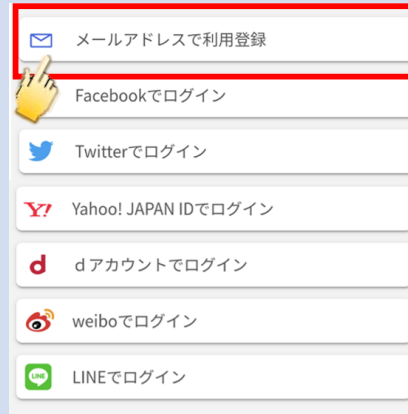 メールアドレスで利用登録
Facebookでログイン
Twitterでログイン
Y! Yahoo! JAPAN IDでログイン
d dアカウントでログイン
weiboでログイン
LINE LINEでログイン